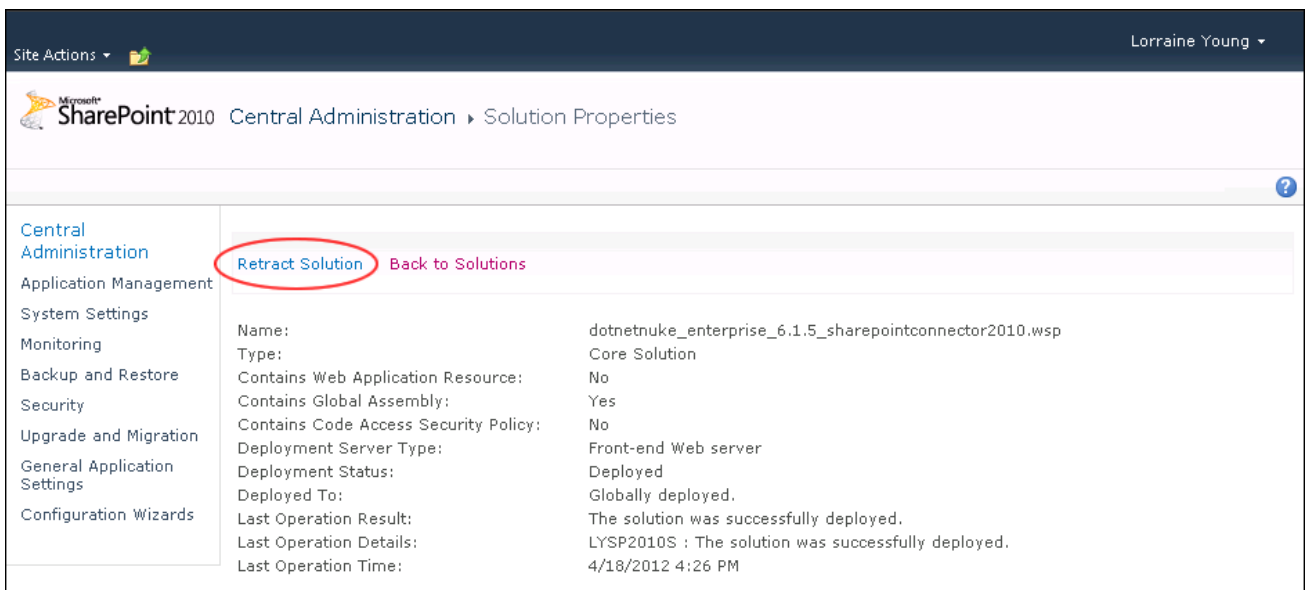 Lorraine Young
Site Actions
Microsoft®
SharePoint 2010 Central Administration Solution Properties
Central
Administration
Application Management
System Settings
Monitoring
Backup and Restore
Security
Upgrade and Migration
General Application
Settings
Configuration Wizards
Retract Solution Back to Solutions
Name: dotnetnuke_enterprise_6.1.5_sharepointconnector2010.wsp
Type: Core Solution
Contains Web Application Resource: No
Contains Global Assembly: Yes
Contains Code Access Security Policy: No
Deployment Server Type: Front-end Web server
Deployment Status: Deployed
Deployed To: Globally deployed.
Last Operation Result: The solution was successfully deployed.
Last Operation Details: LYSP2010S : The solution was successfully deployed.
Last Operation Time: 4/18/2012 4:26 PM